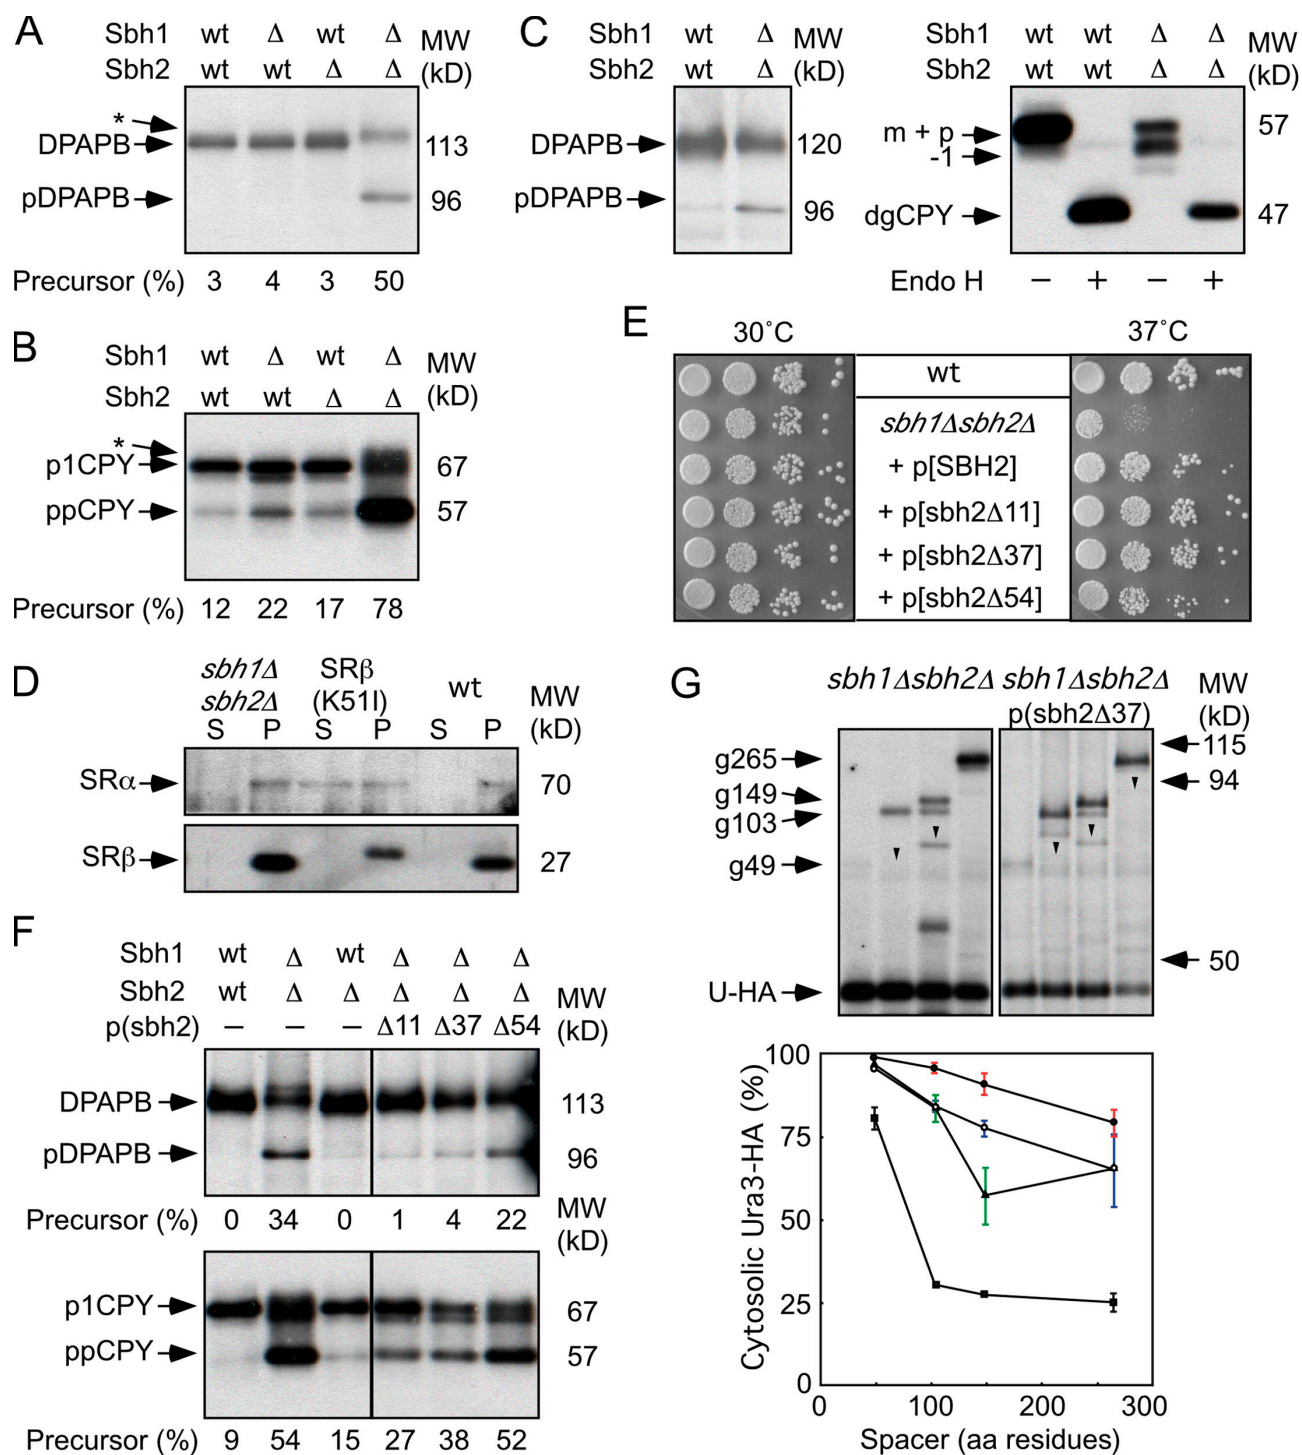 A
Sbh1 wt Δ wt Δ MW
Sbh2 wt wt Δ Δ (kD)
*
DPAPB 113
pDPAPB 96
Precursor (%) 3 4 3 50
B
Sbh1 wt Δ wt Δ MW
Sbh2 wt wt Δ Δ (kD)
*
p1CPY 67
ppCPY 57
Precursor (%) 12 22 17 78
C
Sbh1 wt Δ MW
Sbh2 wt Δ (kD)
DPAPB 120
pDPAPB 96
Sbh1 wt wt Δ Δ MW
Sbh2 wt wt Δ Δ (kD)
m + p 57
-1
dgCPY 47
Endo H – + – +
D
sbh1Δ SRβ wt MW
sbh2Δ (K51I) (kD)
S P S P S P
SRα 70
SRβ 27
E
30˚C 37˚C
wt
sbh1Δsbh2Δ
+ p[SBH2]
+ p[sbh2Δ11]
+ p[sbh2Δ37]
+ p[sbh2Δ54]
F
Sbh1 wt Δ wt Δ Δ Δ
Sbh2 wt Δ Δ Δ Δ Δ MW
p(sbh2) – – – Δ11 Δ37 Δ54 (kD)
DPAPB 113
pDPAPB 96
Precursor (%) 0 34 0 1 4 22
MW
(kD)
p1CPY 67
ppCPY 57
Precursor (%) 9 54 15 27 38 52
G
sbh1Δsbh2Δ sbh1Δsbh2Δ MW
p(sbh2Δ37) (kD)
g265 115
94
g149
g103
g49
50
U-HA
Cytosolic Ura3-HA (%)
100
75
50
25
0
0 100 200 300
Spacer (aa residues)